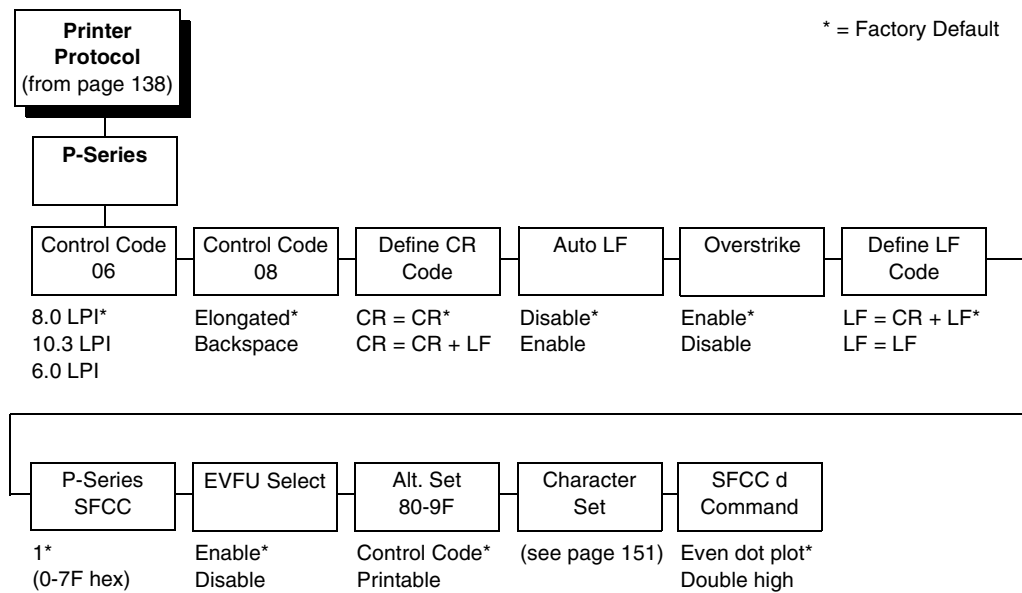 Printer
Protocol
(from page 138)
* = Factory Default
P-Series
Control Code
06
Control Code
08
Define CR
Code
Auto LF
Overstrike
Define LF
Code
8.0 LPI*
10.3 LPI
6.0 LPI
Elongated*
Backspace
CR = CR*
CR = CR + LF
Disable*
Enable
Enable*
Disable
LF = CR + LF*
LF = LF
P-Series
SFCC
EVFU Select
Alt. Set
80-9F
Character
Set
SFCC d
Command
1*
(0-7F hex)
Enable*
Disable
Control Code*
Printable
(see page 151)
Even dot plot*
Double high